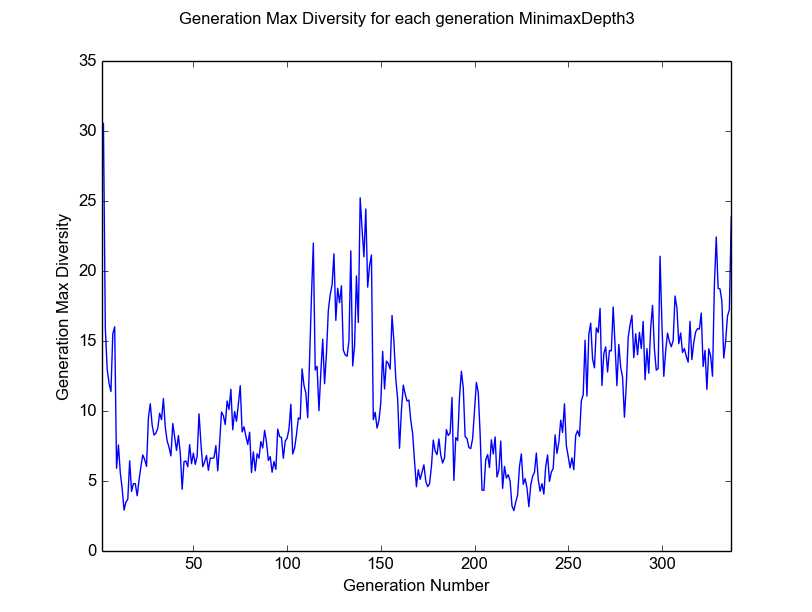 Generation Max Diversity for each generation MinimaxDepth3
35
30
25
20
15
10
5
0
Generation Max Diversity
50 100 150 200 250 300
Generation Number